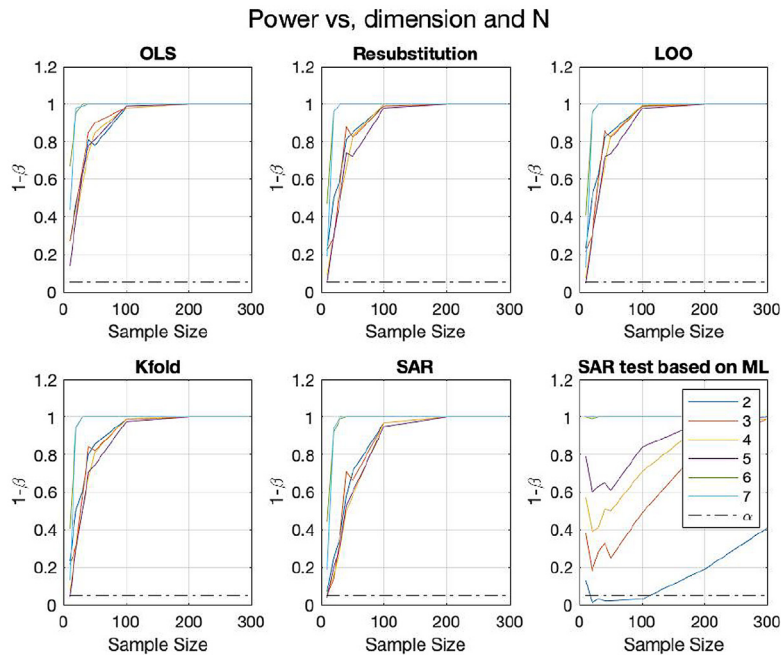 Power vs, dimension and N
OLS
1.2
1
0.8
0.6
0.4
0.2
0
1-β
0 100 200 300
Sample Size
Resubstitution
1.2
1
0.8
0.6
0.4
0.2
0
1-β
0 100 200 300
Sample Size
LOO
1.2
1
0.8
0.6
0.4
0.2
0
1-β
0 100 200 300
Sample Size
Kfold
1.2
1
0.8
0.6
0.4
0.2
0
1-β
0 100 200 300
Sample Size
SAR
1.2
1
0.8
0.6
0.4
0.2
0
1-β
0 100 200 300
Sample Size
SAR test based on ML
1.2
1
0.8
0.6
0.4
0.2
0
1-β
2
3
4
5
6
7
α
0 100 200 300
Sample Size